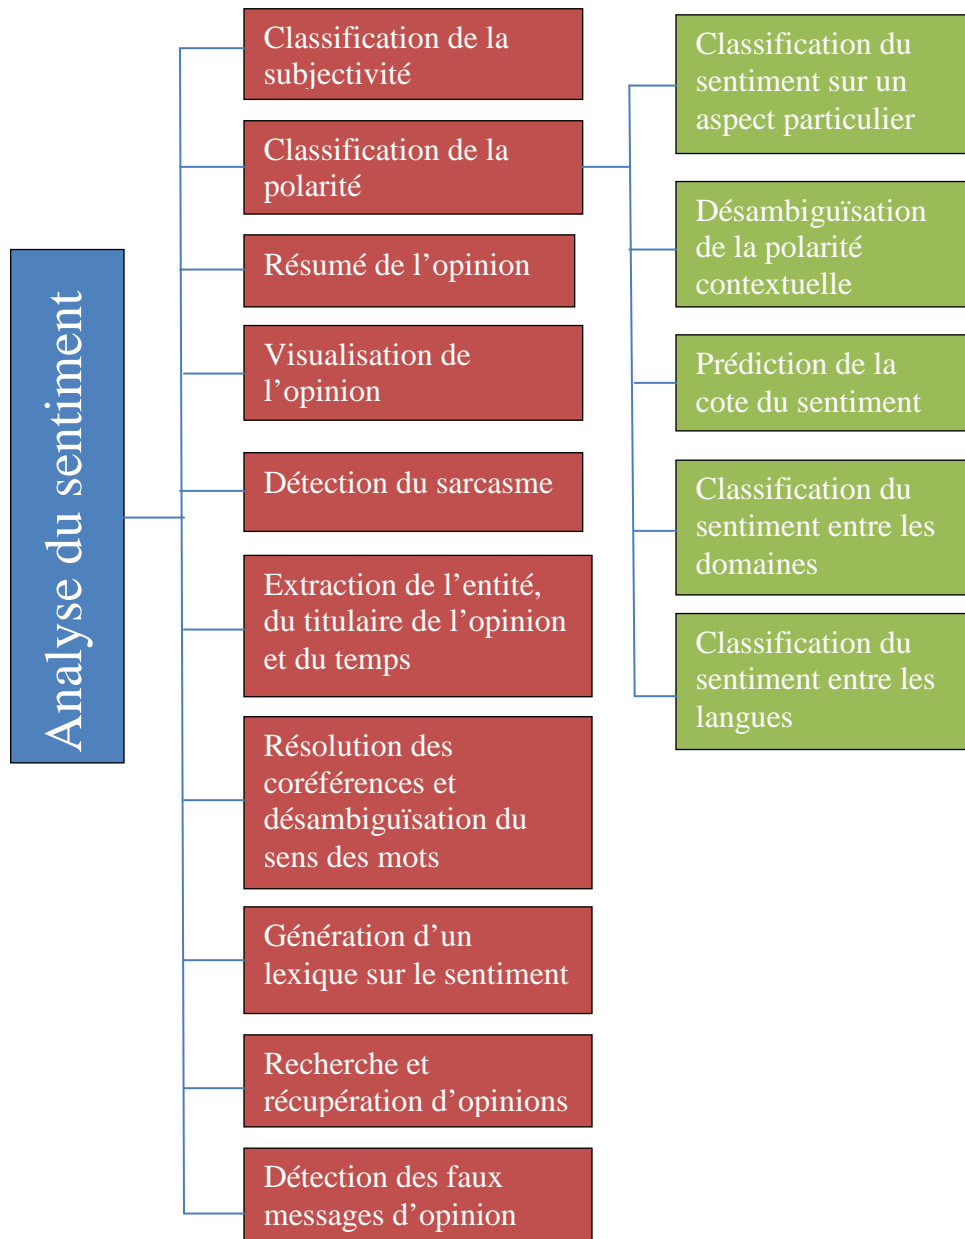 Analyse du sentiment
Classification de la
subjectivité
Classification de la
polarité
Résumé de l’opinion
Visualisation de
l’opinion
Détection du sarcasme
Extraction de l’entité,
du titulaire de l’opinion
et du temps
Résolution des
coréférences et
désambiguïsation du
sens des mots
Génération d’un
lexique sur le sentiment
Recherche et
récupération d’opinions
Détection des faux
messages d’opinion
Classification du
sentiment sur un
aspect particulier
Désambiguïsation
de la polarité
contextuelle
Prédiction de la
cote du sentiment
Classification du
sentiment entre les
domaines
Classification du
sentiment entre les
langues